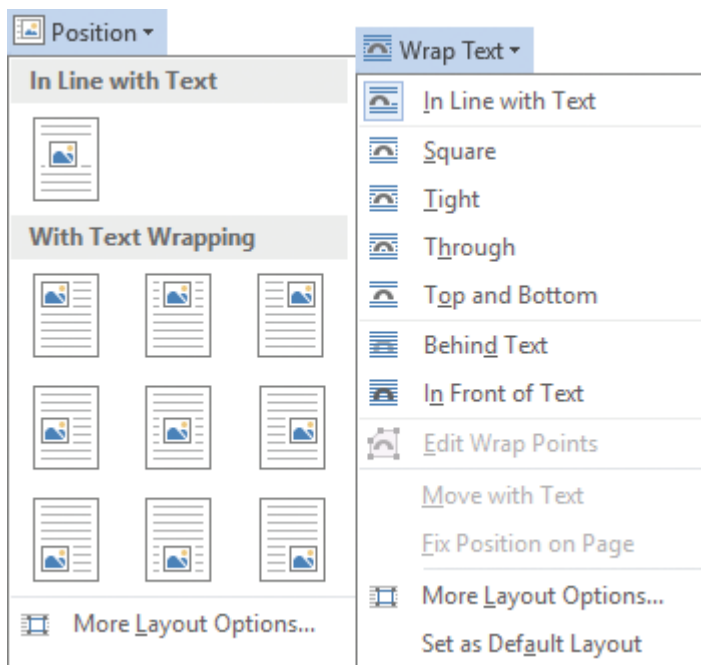 Position
In Line with Text
With Text Wrapping
More Layout Options...
Wrap Text
In Line with Text
Square
Tight
Through
Top and Bottom
Behind Text
In Front of Text
Edit Wrap Points
Move with Text
Fix Position on Page
More Layout Options...
Set as Default Layout